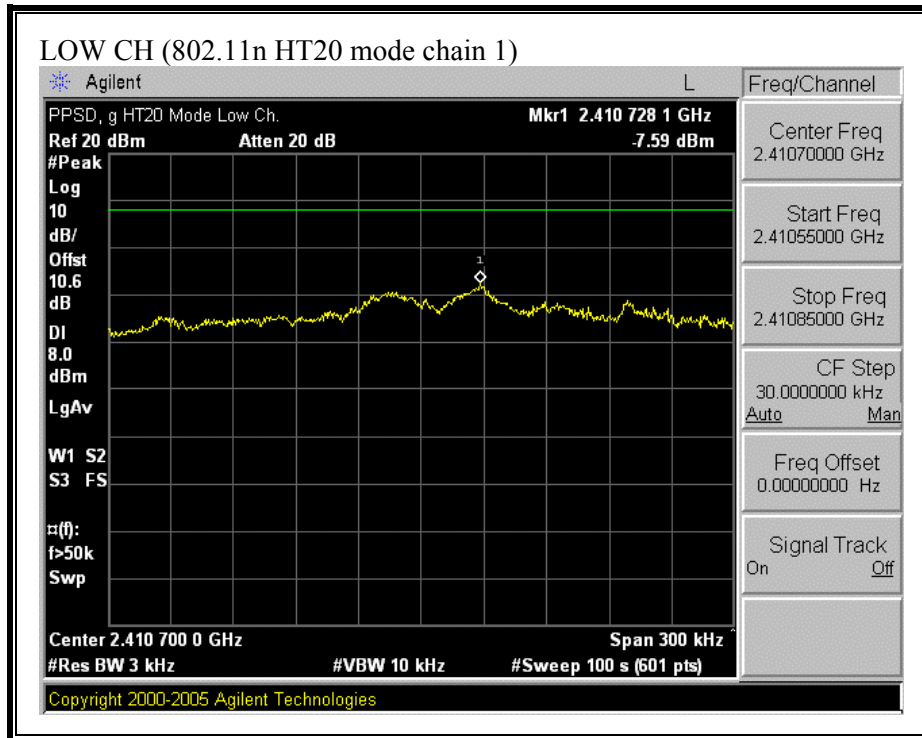 LOW CH (802.11n HT20 mode chain 1)
Agilent L Freq/Channel
PPSD, g HT20 Mode Low Ch. Mkr1 2.410 728 1 GHz
Ref 20 dBm Atten 20 dB -7.59 dBm
#Peak
Log
10
dB/
Offst
10.6
dB
DI
8.0
dBm
LgAv
W1 S2
S3 FS
¤(f):
f>50k
Swp
1
Center 2.410 700 0 GHz Span 300 kHz
#Res BW 3 kHz #VBW 10 kHz #Sweep 100 s (601 pts)
Copyright 2000-2005 Agilent Technologies
Center Freq
2.41070000 GHz
Start Freq
2.41055000 GHz
Stop Freq
2.41085000 GHz
CF Step
30.0000000 kHz
Auto Man
Freq Offset
0.00000000 Hz
Signal Track
On Off